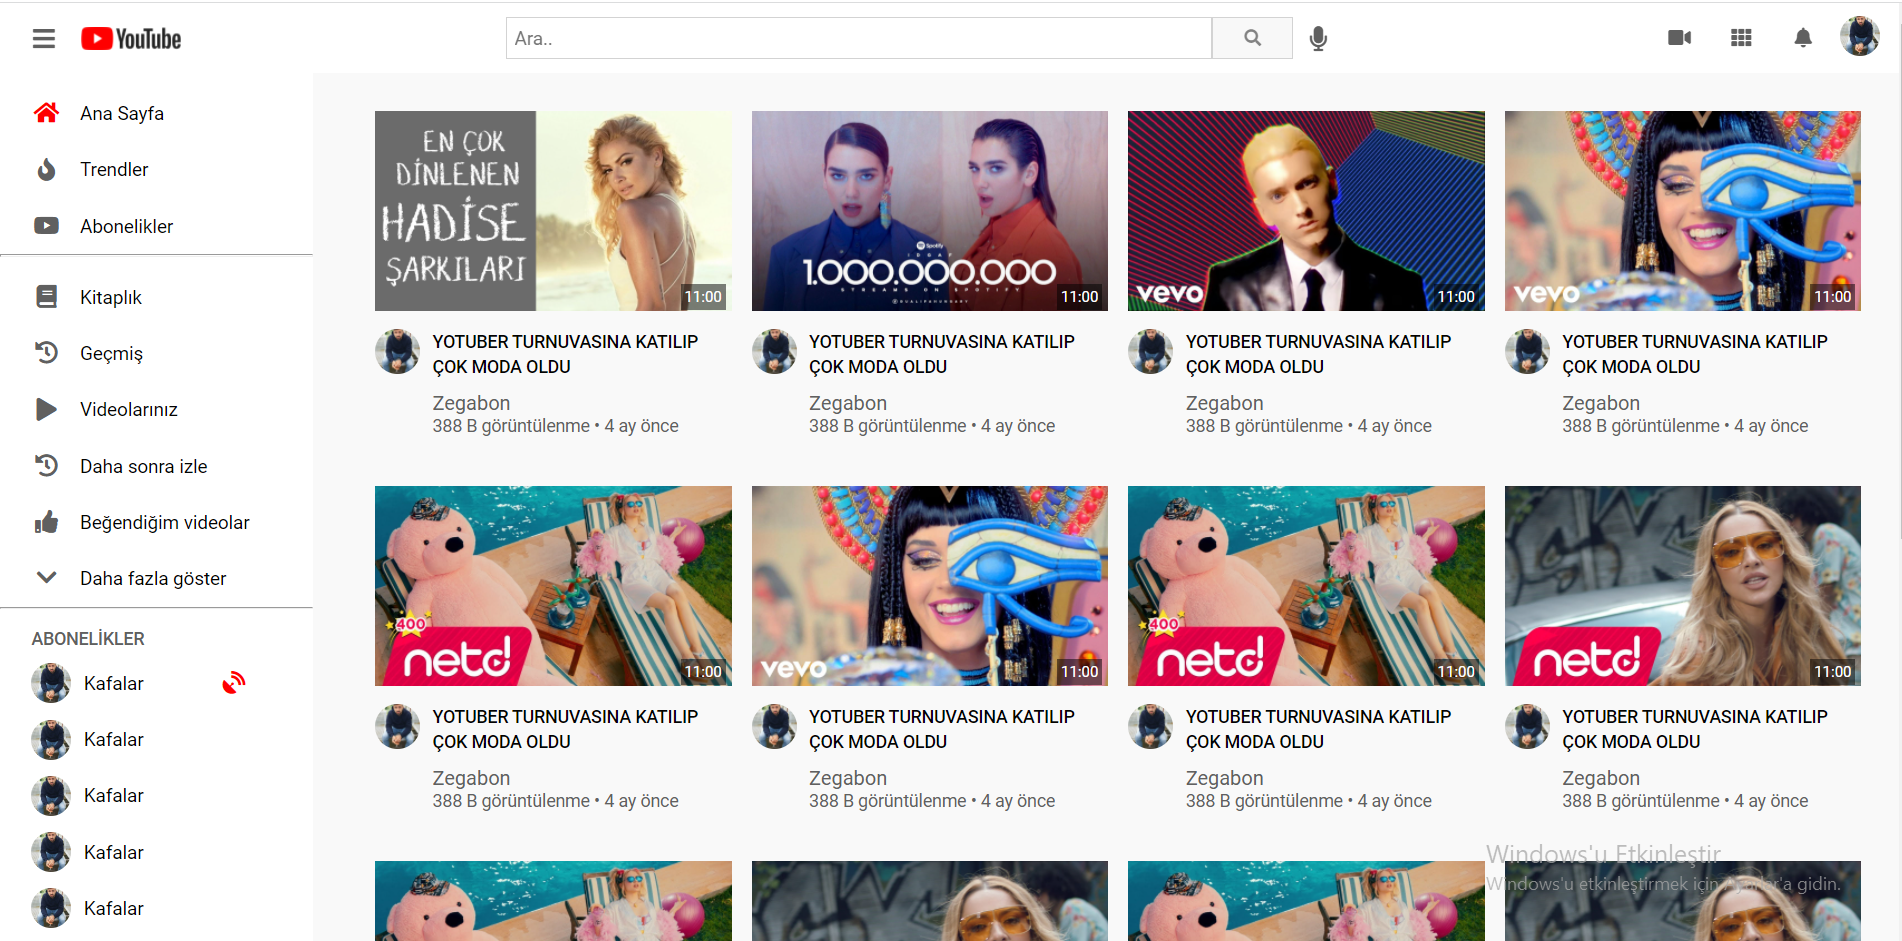 YouTube
Ara..
Ana Sayfa
Trendler
Abonelikler
Kitaplık
Geçmiş
Videolarınız
Daha sonra izle
Beğendiğim videolar
Daha fazla göster
ABONELİKLER
Kafalar
Kafalar
Kafalar
Kafalar
Kafalar
EN ÇOK
DİNLENEN
HADİSE
ŞARKILARI
11:00
YOTUBER TURNUVASINA KATILIP
ÇOK MODA OLDU
Zegabon
388 B görüntülenme • 4 ay önce
Spotify
1.000.000.000
STREAMS ON SPOTIFY
11:00
YOTUBER TURNUVASINA KATILIP
ÇOK MODA OLDU
Zegabon
388 B görüntülenme • 4 ay önce
vevo
11:00
YOTUBER TURNUVASINA KATILIP
ÇOK MODA OLDU
Zegabon
388 B görüntülenme • 4 ay önce
vevo
11:00
YOTUBER TURNUVASINA KATILIP
ÇOK MODA OLDU
Zegabon
388 B görüntülenme • 4 ay önce
400
netd
11:00
YOTUBER TURNUVASINA KATILIP
ÇOK MODA OLDU
Zegabon
388 B görüntülenme • 4 ay önce
vevo
11:00
YOTUBER TURNUVASINA KATILIP
ÇOK MODA OLDU
Zegabon
388 B görüntülenme • 4 ay önce
400
netd
11:00
YOTUBER TURNUVASINA KATILIP
ÇOK MODA OLDU
Zegabon
388 B görüntülenme • 4 ay önce
netd
11:00
YOTUBER TURNUVASINA KATILIP
ÇOK MODA OLDU
Zegabon
388 B görüntülenme • 4 ay önce
Windows'u Etkinleştir
Windows'u etkinleştirmek için Ayarlar'a gidin.